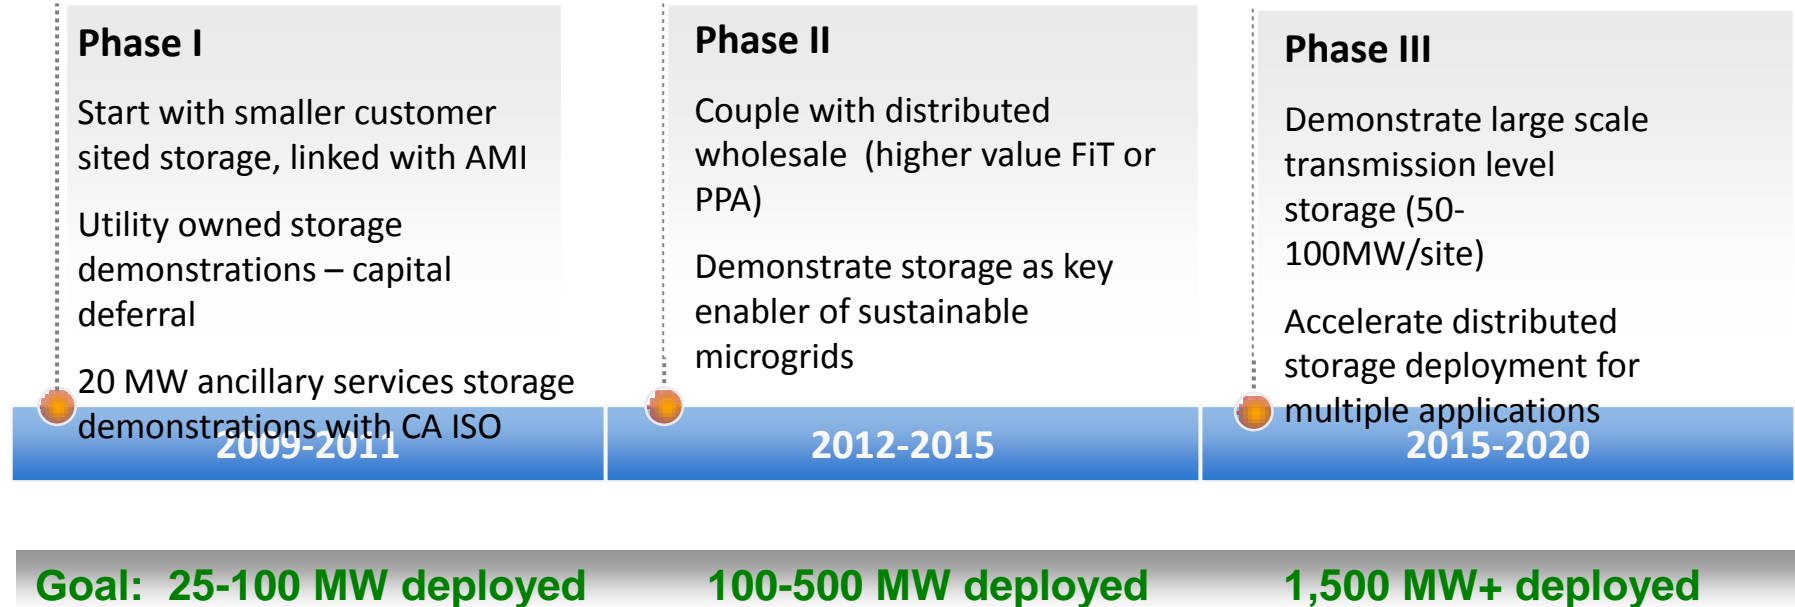 Phase I
Start with smaller customer
sited storage, linked with AMI
Utility owned storage
demonstrations – capital
deferral
20 MW ancillary services storage
demonstrations with CA ISO
2009-2011
Phase II
Couple with distributed
wholesale (higher value FiT or
PPA)
Demonstrate storage as key
enabler of sustainable
microgrids
2012-2015
Phase III
Demonstrate large scale
transmission level
storage (50-
100MW/site)
Accelerate distributed
storage deployment for
multiple applications
2015-2020
Goal: 25-100 MW deployed
100-500 MW deployed
1,500 MW+ deployed